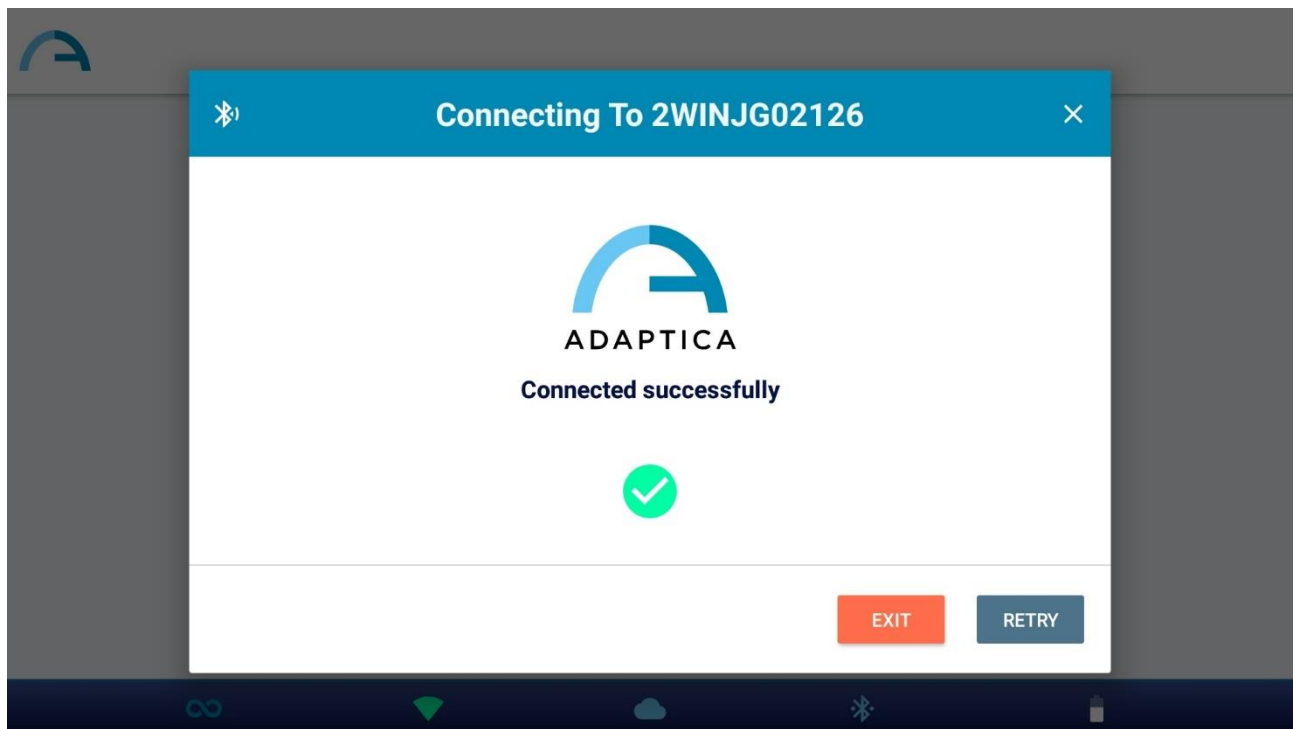 Connecting To 2WINJG02126
ADAPTICA
Connected successfully
EXIT
RETRY